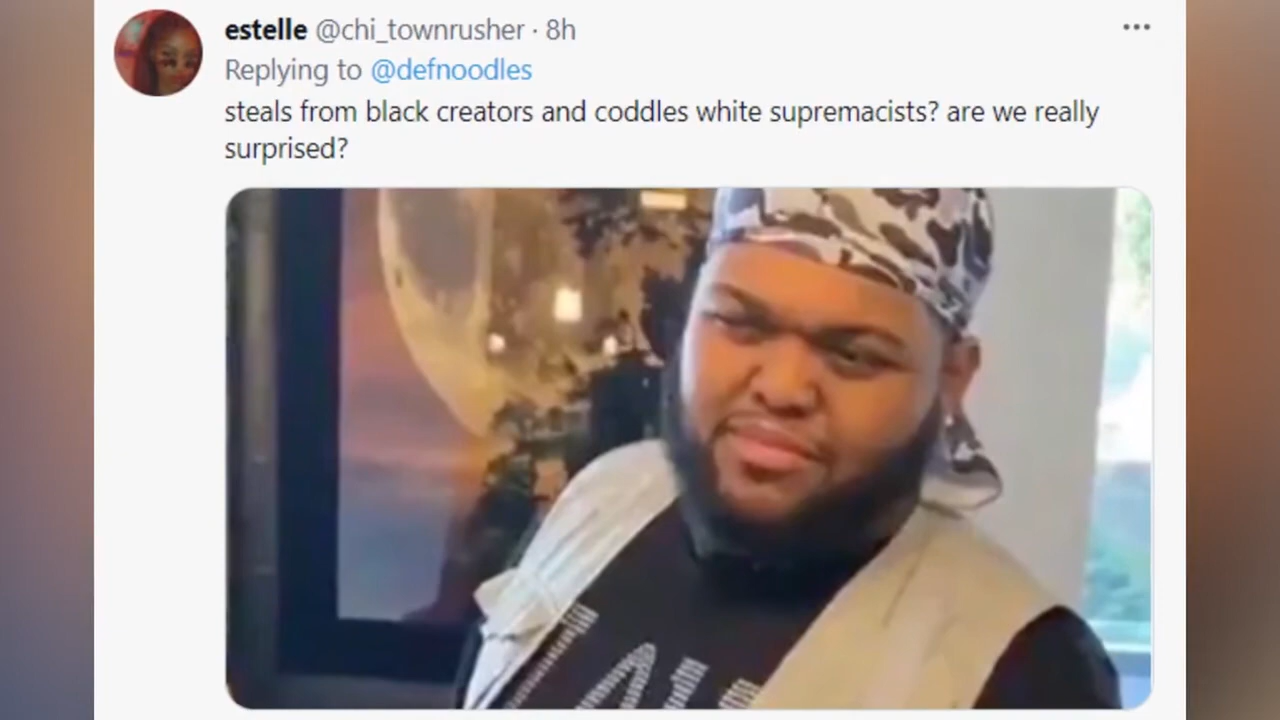 estelle @chi_townrusher · 8h
Replying to @defnoodles
steals from black creators and coddles white supremacists? are we really
surprised?